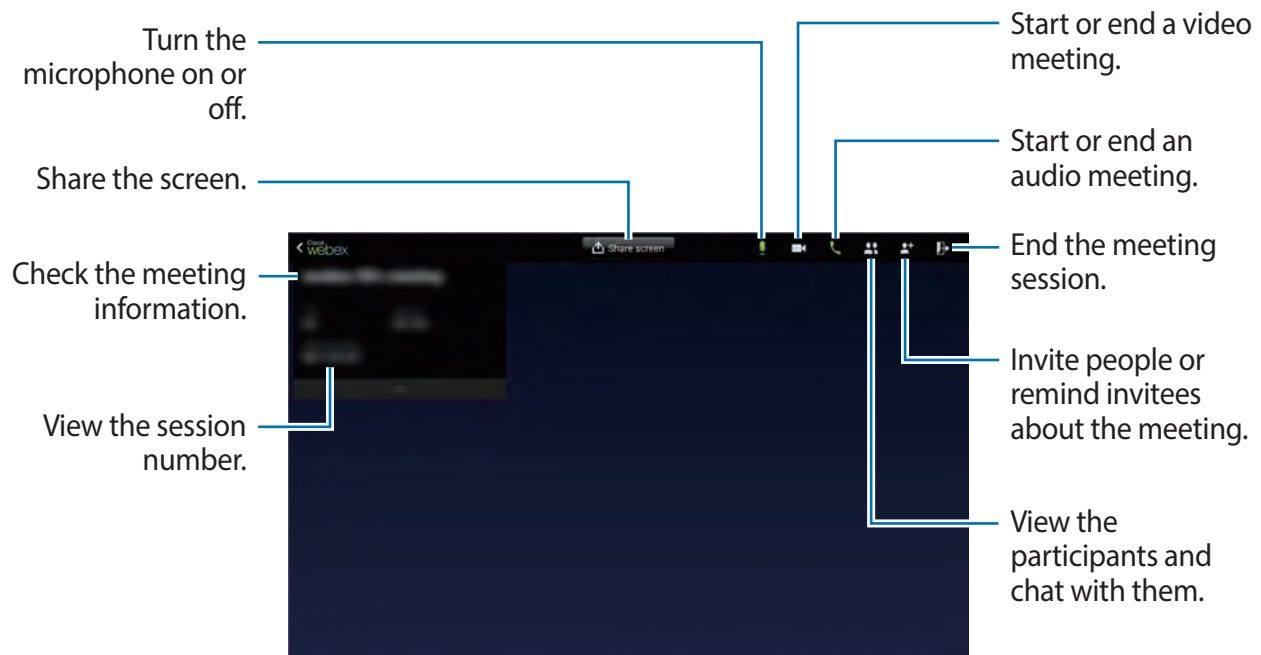 Turn the
microphone on or
off.
Share the screen.
Check the meeting
information.
View the session
number.
Start or end a video
meeting.
Start or end an
audio meeting.
End the meeting
session.
Invite people or
remind invitees
about the meeting.
View the
participants and
chat with them.
Cisco
webex
Share screen